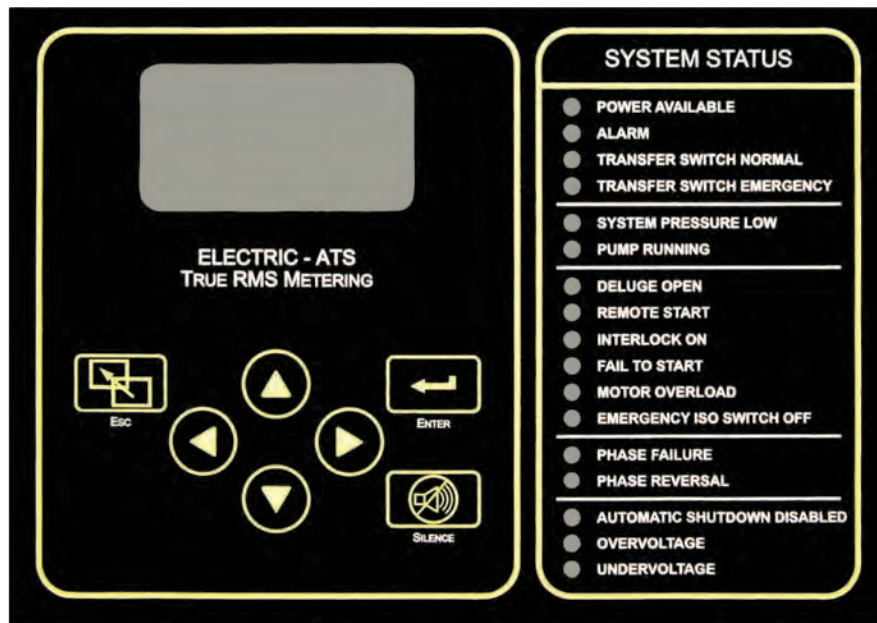 ELECTRIC - ATS
TRUE RMS METERING
ESC
ENTER
SILENCE
SYSTEM STATUS
POWER AVAILABLE
ALARM
TRANSFER SWITCH NORMAL
TRANSFER SWITCH EMERGENCY
SYSTEM PRESSURE LOW
PUMP RUNNING
DELUGE OPEN
REMOTE START
INTERLOCK ON
FAIL TO START
MOTOR OVERLOAD
EMERGENCY ISO SWITCH OFF
PHASE FAILURE
PHASE REVERSAL
AUTOMATIC SHUTDOWN DISABLED
OVERVOLTAGE
UNDERVOLTAGE